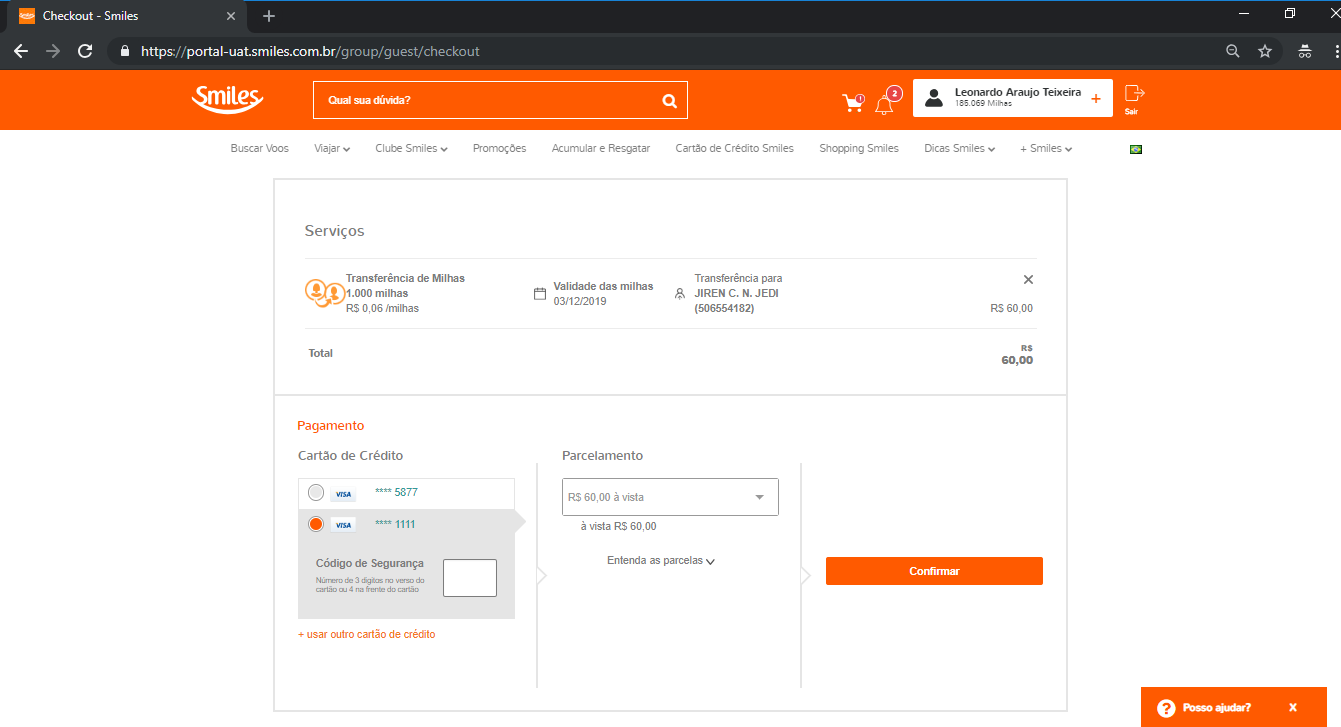 Checkout - Smiles
https://portal-uat.smiles.com.br/group/guest/checkout
Smiles
Qual sua dúvida?
!
2
Leonardo Araujo Teixeira
185.069 Milhas
+
Sair
Buscar Voos
Viajar
Clube Smiles
Promoções
Acumular e Resgatar
Cartão de Crédito Smiles
Shopping Smiles
Dicas Smiles
+ Smiles
Serviços
Transferência de Milhas
1.000 milhas
R$ 0,06 /milhas
Validade das milhas
03/12/2019
Transferência para
JIREN C. N. JEDI
(506554182)
R$ 60,00
Total
R$
60,00
Pagamento
Cartão de Crédito
VISA **** 5877
VISA **** 1111
Código de Segurança
Número de 3 dígitos no verso do
cartão ou 4 na frente do cartão
+ usar outro cartão de crédito
Parcelamento
R$ 60,00 à vista
à vista R$ 60,00
Entenda as parcelas
Confirmar
? Posso ajudar? X